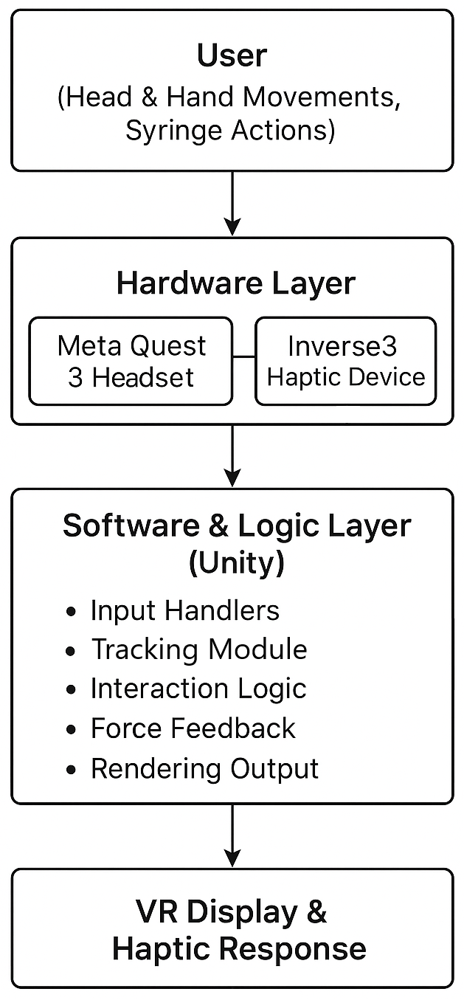 User
(Head & Hand Movements,
Syringe Actions)
Hardware Layer
Meta Quest
3 Headset
Inverse3
Haptic Device
Software & Logic Layer
(Unity)
• Input Handlers
• Tracking Module
• Interaction Logic
• Force Feedback
• Rendering Output
VR Display &
Haptic Response